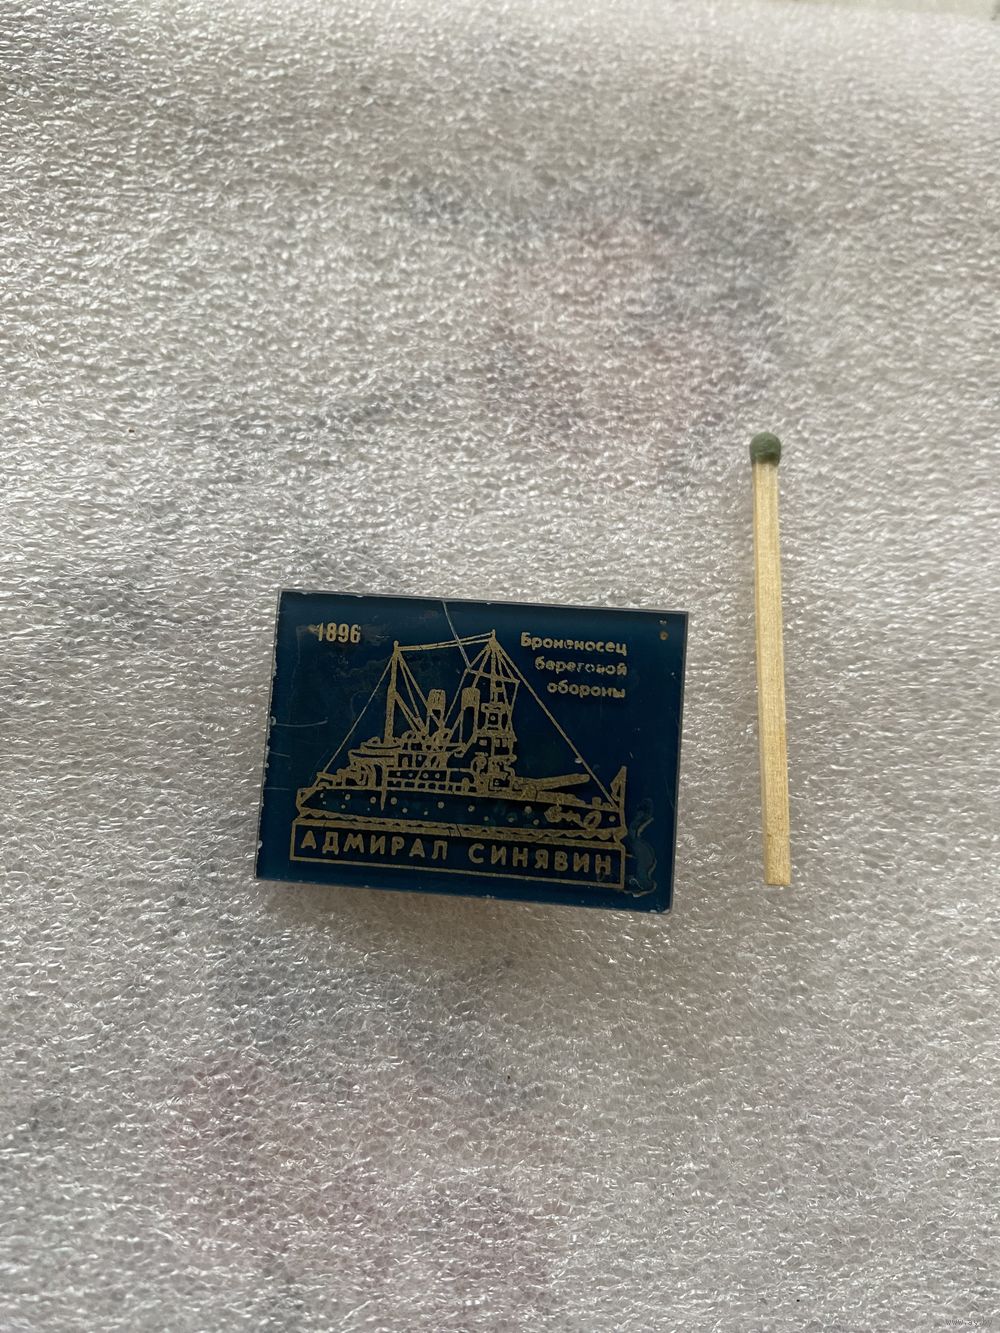 1896
Броненосец
береговой
обороны
АДМИРАЛ СИНЯВИН